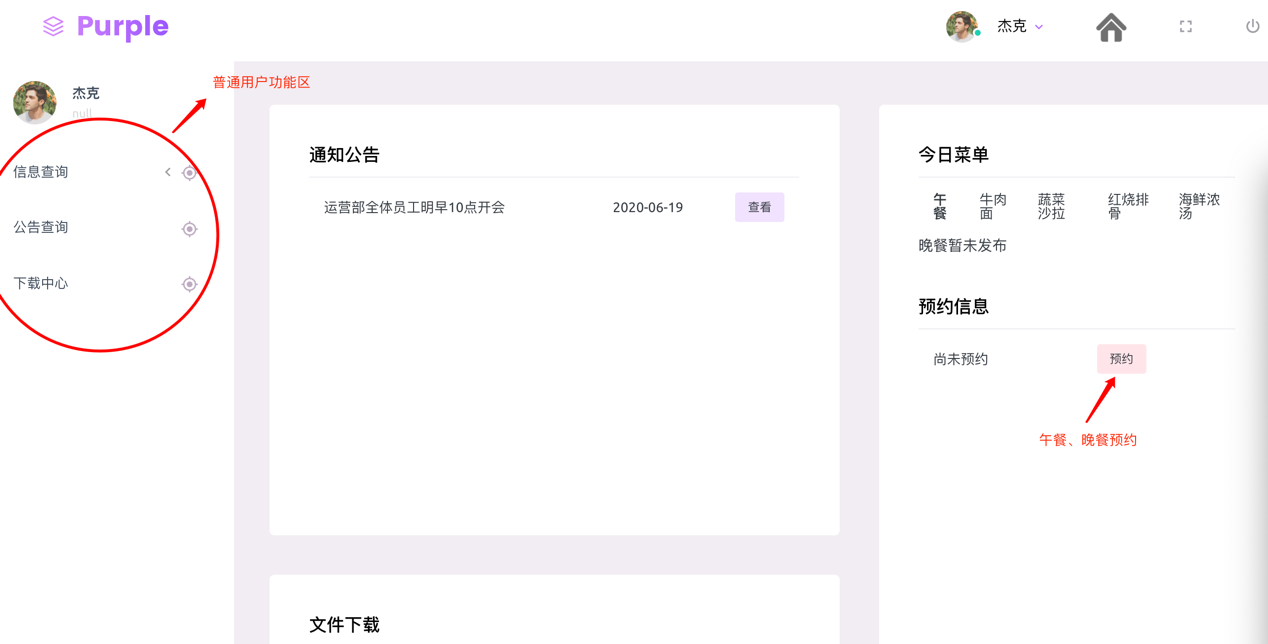 Purple
杰克
杰克
null
普通用户功能区
信息查询
公告查询
下载中心
通知公告
运营部全体员工明早10点开会 2020-06-19 查看
文件下载
今日菜单
午餐 牛肉面 蔬菜沙拉 红烧排骨 海鲜浓汤
晚餐暂未发布
预约信息
尚未预约 预约
午餐、晚餐预约